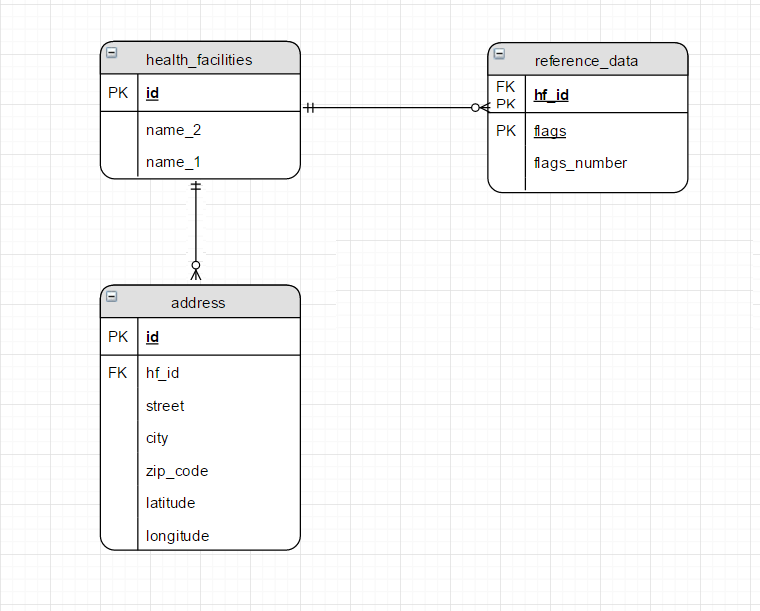 health_facilities
PK id
name_2
name_1
reference_data
FK
PK hf_id
PK flags
flags_number
address
PK id
FK hf_id
street
city
zip_code
latitude
longitude